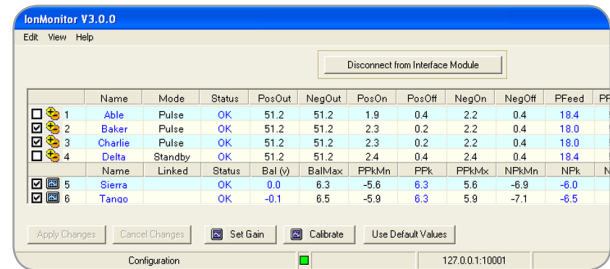 IonMonitor V3.0.0
Edit View Help
Disconnect from Interface Module
Name Mode Status PosOut NegOut PosOn PosOff NegOn NegOff PFeed
1 Able Pulse OK 51.2 51.2 1.9 0.4 2.2 0.4 18.4
2 Baker Pulse OK 51.2 51.2 2.3 0.2 2.2 0.4 18.0
3 Charlie Pulse OK 51.2 51.2 2.3 0.2 2.2 0.4 18.0
4 Delta Standby OK 51.2 51.2 2.4 0.4 2.4 0.4 18.4
Name Linked Status Bal (v) BalMax PPkMn PPk PPkMx NPkMn NPk
5 Sierra OK 0.0 6.3 -5.6 6.3 5.6 -6.9 -6.0
6 Tango OK -0.1 6.5 -5.9 6.3 5.9 -7.1 -6.5
Apply Changes Cancel Changes Set Gain Calibrate Use Default Values
Configuration 127.0.0.1:10001